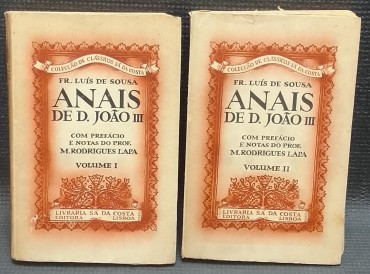 COLECÇÃO DE CLÁSSICOS SÁ DA COSTA
FR. LUÍS DE SOUSA
ANAIS
DE D. JOÃO III
COM PREFÁCIO
E NOTAS DO PROF.
M. RODRIGUES LAPA
VOLUME I
LIVRARIA SÁ DA COSTA
EDITORA LISBOA
COLECÇÃO DE CLÁSSICOS SÁ DA COSTA
FR. LUÍS DE SOUSA
ANAIS
DE D. JOÃO III
COM PREFÁCIO
E NOTAS DO PROF.
M. RODRIGUES LAPA
VOLUME II
LIVRARIA SÁ DA COSTA
EDITORA LISBOA